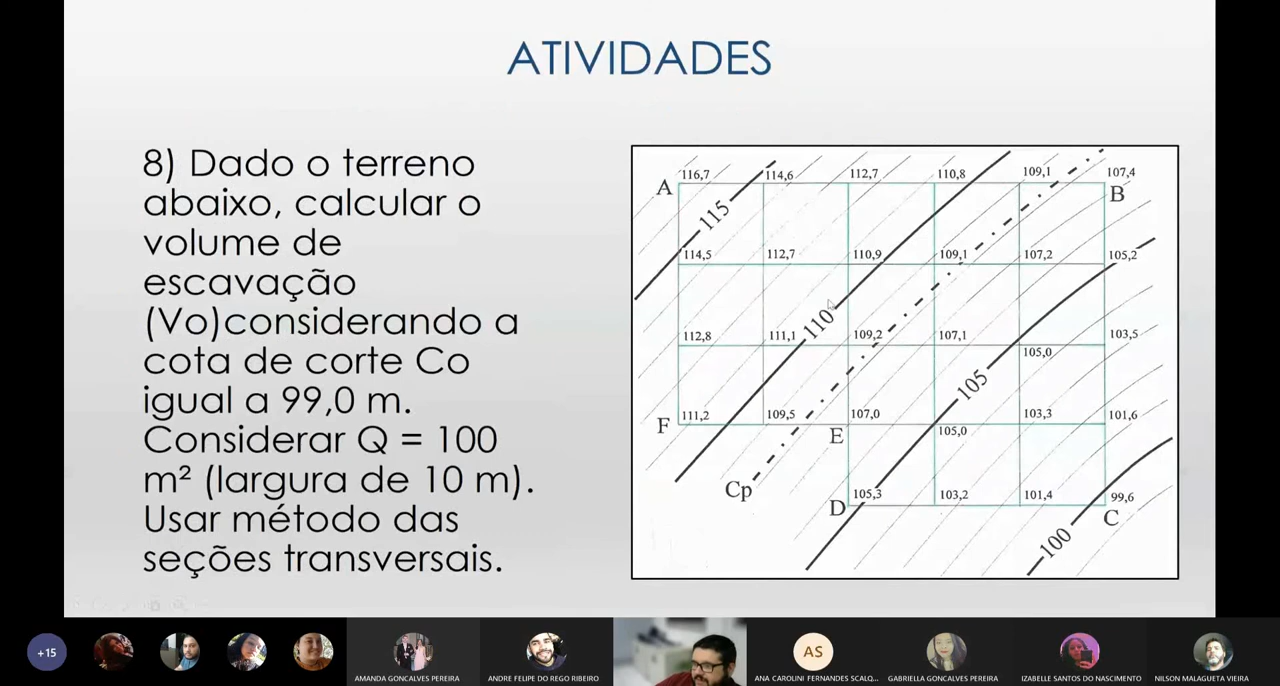 ATIVIDADES
8) Dado o terreno
abaixo, calcular o
volume de
escavação
(Vo)considerando a
cota de corte Co
igual a 99,0 m.
Considerar Q = 100
m² (largura de 10 m).
Usar método das
seções transversais.
116,7 114,6 112,7 110,8 109,1 107,4
A B
115
114,5 112,7 110,9 109,1 107,2 105,2
110
112,8 111,1 109,2 107,1 105,0 103,5
105
111,2 109,5 107,0 105,0 103,3 101,6
F E
Cp
105,3 103,2 101,4 99,6
D C
100
+15
AS
AMANDA GONCALVES PEREIRA
ANDRE FELIPE DO REGO RIBEIRO
ANA CAROLINI FERNANDES SCALQ...
GABRIELLA GONCALVES PEREIRA
IZABELLE SANTOS DO NASCIMENTO
NILSON MALAGUETA VIEIRA